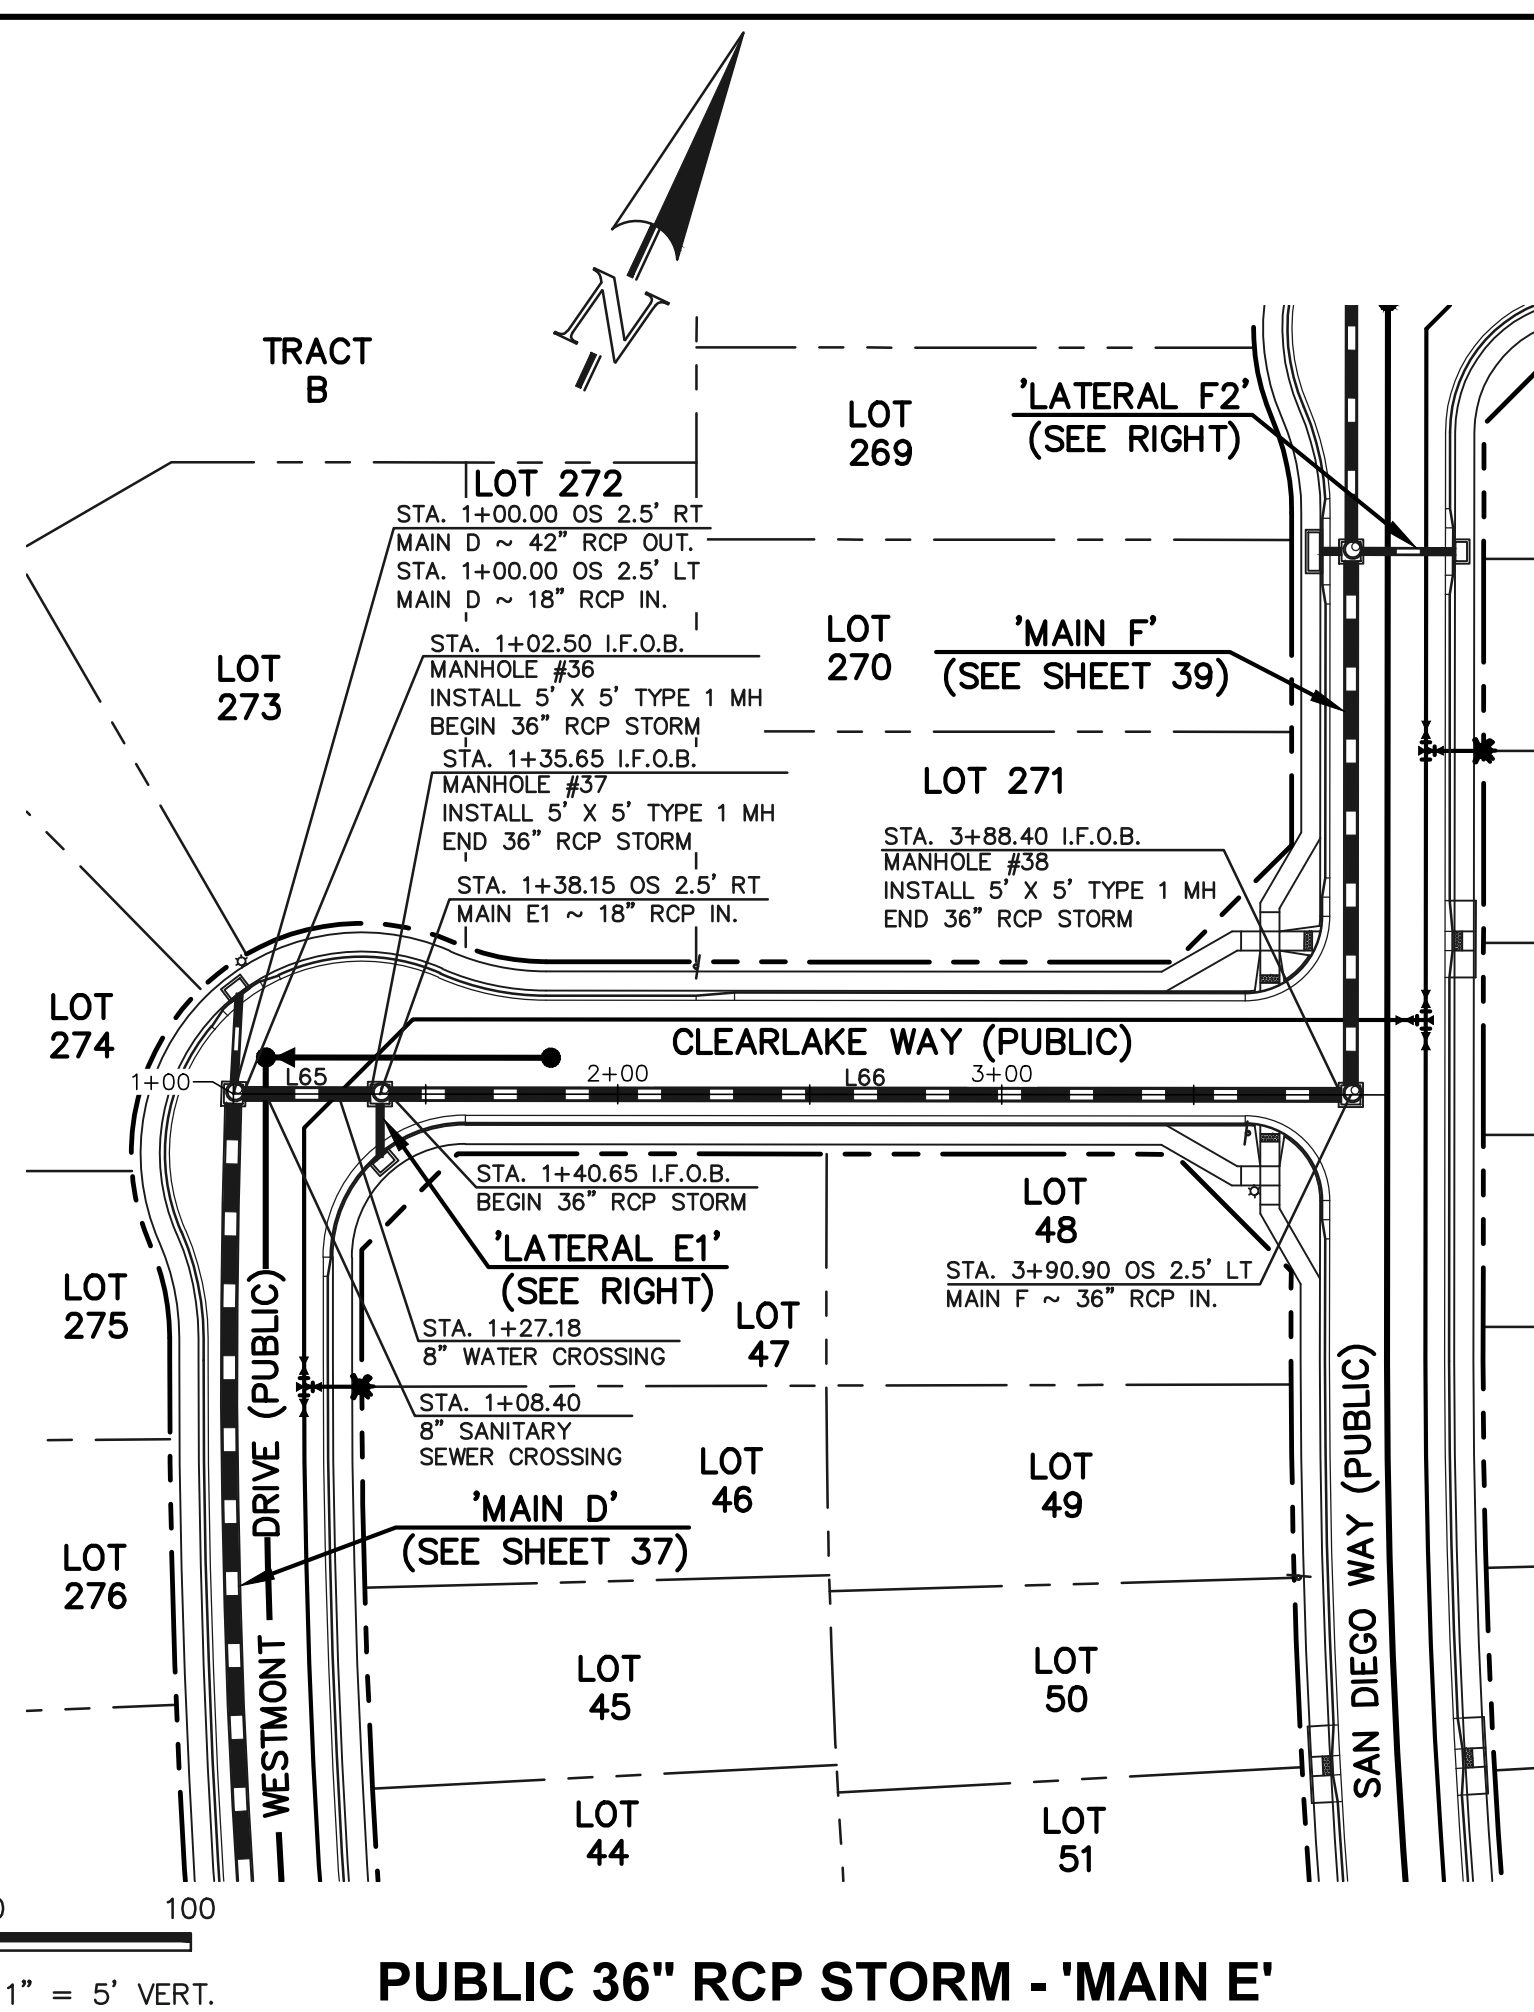 N
TRACT
B
'LATERAL F2'
(SEE RIGHT)
LOT
269
LOT 272
STA. 1+00.00 OS 2.5' RT
MAIN D ~ 42" RCP OUT.
STA. 1+00.00 OS 2.5' LT
MAIN D ~ 18" RCP IN.
STA. 1+02.50 I.F.O.B.
MANHOLE #36
INSTALL 5' X 5' TYPE 1 MH
BEGIN 36" RCP STORM
LOT
270
'MAIN F'
(SEE SHEET 39)
LOT
273
STA. 1+35.65 I.F.O.B.
MANHOLE #37
INSTALL 5' X 5' TYPE 1 MH
END 36" RCP STORM
LOT 271
STA. 3+88.40 I.F.O.B.
MANHOLE #38
INSTALL 5' X 5' TYPE 1 MH
END 36" RCP STORM
STA. 1+38.15 OS 2.5' RT
MAIN E1 ~ 18" RCP IN.
LOT
274
CLEARLAKE WAY (PUBLIC)
1+00
L65
2+00
L66
3+00
STA. 1+40.65 I.F.O.B.
BEGIN 36" RCP STORM
LOT
48
'LATERAL E1'
(SEE RIGHT)
STA. 3+90.90 OS 2.5' LT
MAIN F ~ 36" RCP IN.
LOT
275
LOT
47
STA. 1+27.18
8" WATER CROSSING
STA. 1+08.40
8" SANITARY
SEWER CROSSING
LOT
46
LOT
49
'MAIN D'
(SEE SHEET 37)
LOT
276
WESTMONT DRIVE (PUBLIC)
SAN DIEGO WAY (PUBLIC)
LOT
45
LOT
50
LOT
44
LOT
51
100
1" = 5' VERT.
PUBLIC 36" RCP STORM - 'MAIN E'